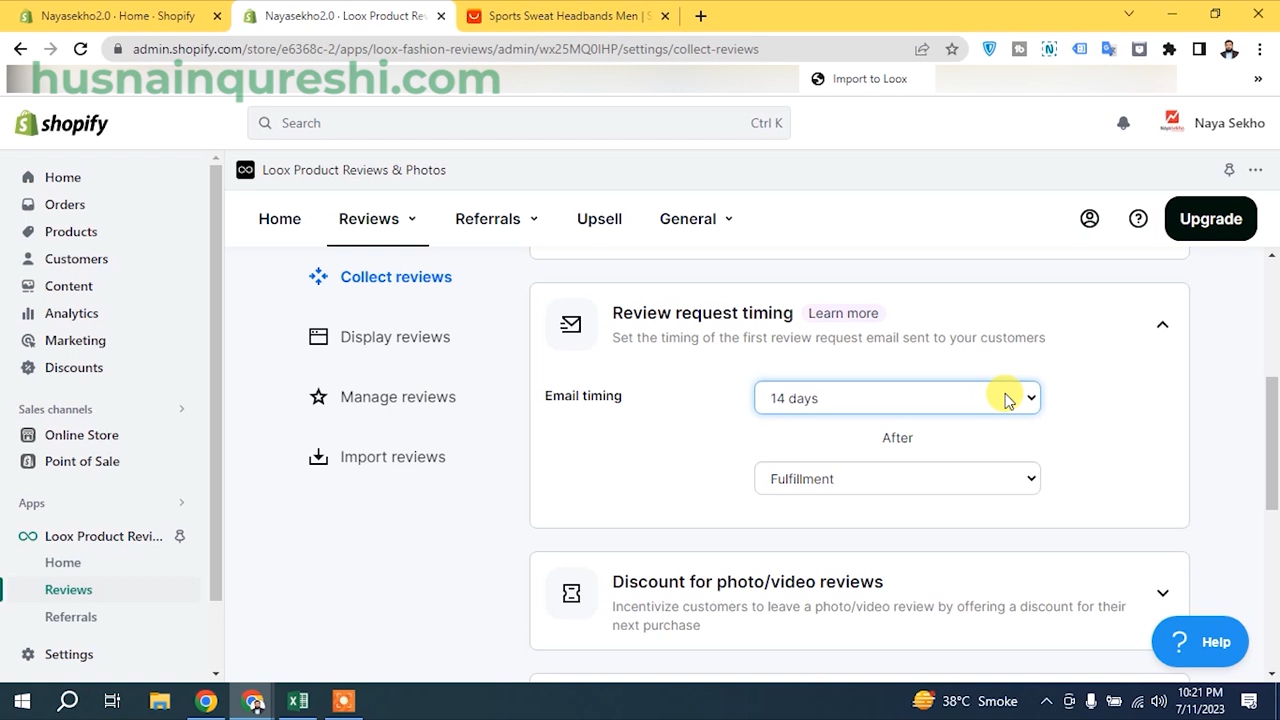 Nayasekho2.0 · Home · Shopify
Nayasekho2.0 · Loox Product Rev
Sports Sweat Headbands Men | S
admin.shopify.com/store/e6368c-2/apps/loox-fashion-reviews/admin/wx25MQ0IHP/settings/collect-reviews
husnainqureshi.com
Import to Loox
shopify
Search
Ctrl K
Naya Sekho
Loox Product Reviews & Photos
Home
Reviews
Referrals
Upsell
General
Upgrade
Home
Orders
Products
Customers
Content
Analytics
Marketing
Discounts
Sales channels
Online Store
Point of Sale
Apps
Loox Product Revi...
Home
Reviews
Referrals
Settings
Collect reviews
Display reviews
Manage reviews
Import reviews
Review request timing
Learn more
Set the timing of the first review request email sent to your customers
Email timing
14 days
After
Fulfillment
Discount for photo/video reviews
Incentivize customers to leave a photo/video review by offering a discount for their
next purchase
Help
38°C Smoke
10:21 PM
7/11/2023